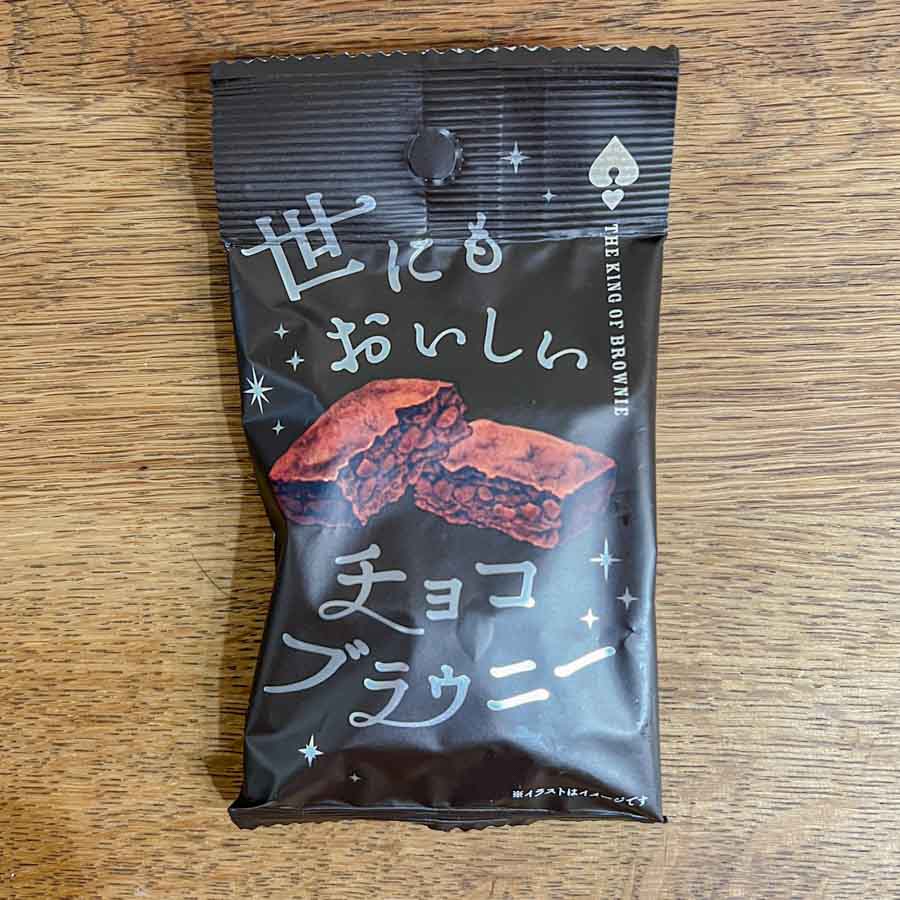 世にも
おいしい
チョコ
ブラウニー
THE KING OF BROWNIE
※イラストはイメージです